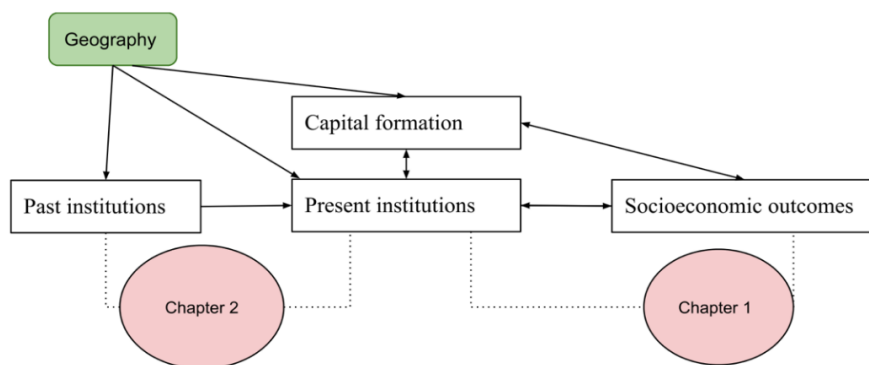 Geography
Capital formation
Past institutions
Present institutions
Socioeconomic outcomes
Chapter 2
Chapter 1